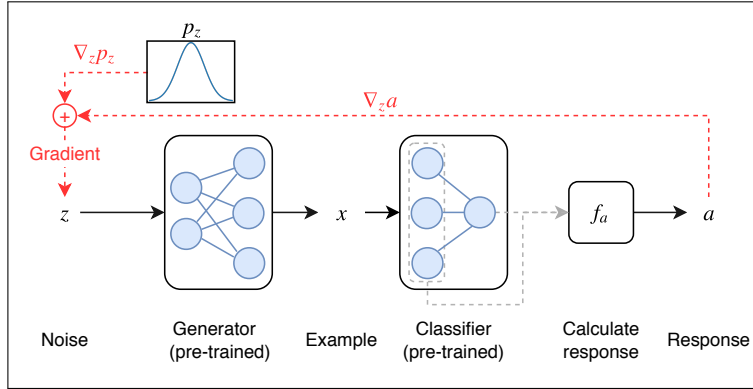 p_z
∇_z p_z
∇_z a
+
Gradient
z
x
f_a
a
Noise
Generator
(pre-trained)
Example
Classifier
(pre-trained)
Calculate
response
Response